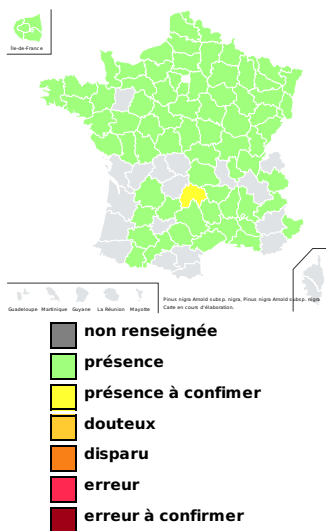 Île-de-France
Guadeloupe Martinique Guyane La Réunion Mayotte
Pinus nigra Arnold subsp. nigra, Pinus nigra Arnold subsp. nigra
Carte en cours d'élaboration.
non renseignée
présence
présence à confimer
douteux
disparu
erreur
erreur à confirmer